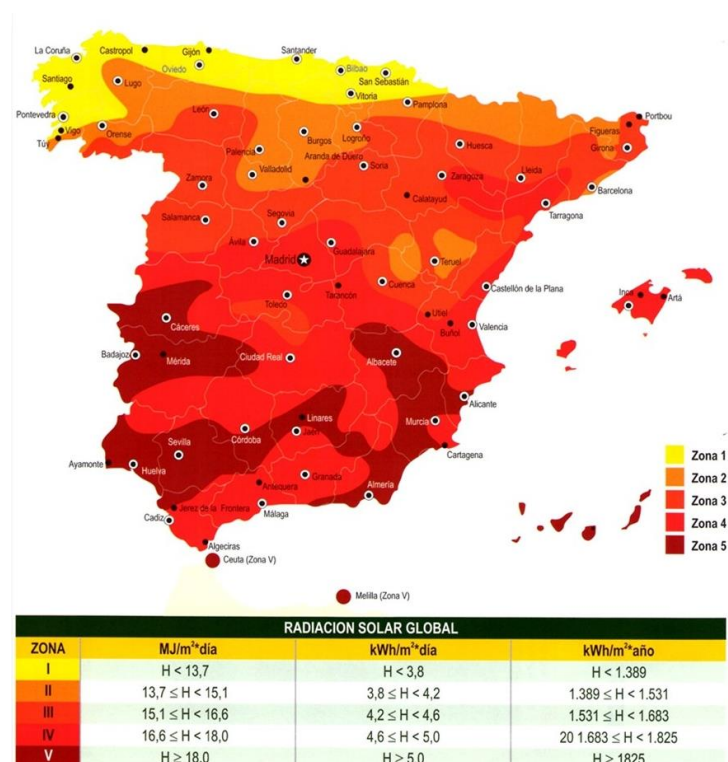 La Coruña
Castropol
Gijón
Santander
Oviedo
Bilbao
San Sebastián
Santiago
Lugo
Vitoria
Pamplona
Pontevedra
León
Portbou
Vigo
Orense
Burgos
Logroño
Figueras
Túy
Palencia
Aranda de Duero
Huesca
Girona
Valladolid
Soria
Zamora
Zaragoza
Lleida
Barcelona
Calatayud
Salamanca
Segovia
Tarragona
Ávila
Guadalajara
Madrid
Teruel
Cuenca
Tarancón
Castellón de la Plana
Inca
Artá
Toledo
Cáceres
Utiel
Buñol
Valencia
Badajoz
Mérida
Ciudad Real
Albacete
Alicante
Linares
Murcia
Sevilla
Córdoba
Jaén
Cartagena
Zona 1
Ayamonte
Huelva
Granada
Zona 2
Antequera
Almería
Zona 3
Jerez de la Frontera
Cadiz
Málaga
Zona 4
Algeciras
Zona 5
Ceuta (Zona V)
Melilla (Zona V)
RADIACION SOLAR GLOBAL
ZONA MJ/m²*día kWh/m²*día kWh/m²*año
I H < 13,7 H < 3,8 H < 1.389
II 13,7 ≤ H < 15,1 3,8 ≤ H < 4,2 1.389 ≤ H < 1.531
III 15,1 ≤ H < 16,6 4,2 ≤ H < 4,6 1.531 ≤ H < 1.683
IV 16,6 ≤ H < 18,0 4,6 ≤ H < 5,0 20 1.683 ≤ H < 1.825
V H ≥ 18,0 H ≥ 5,0 H ≥ 1825